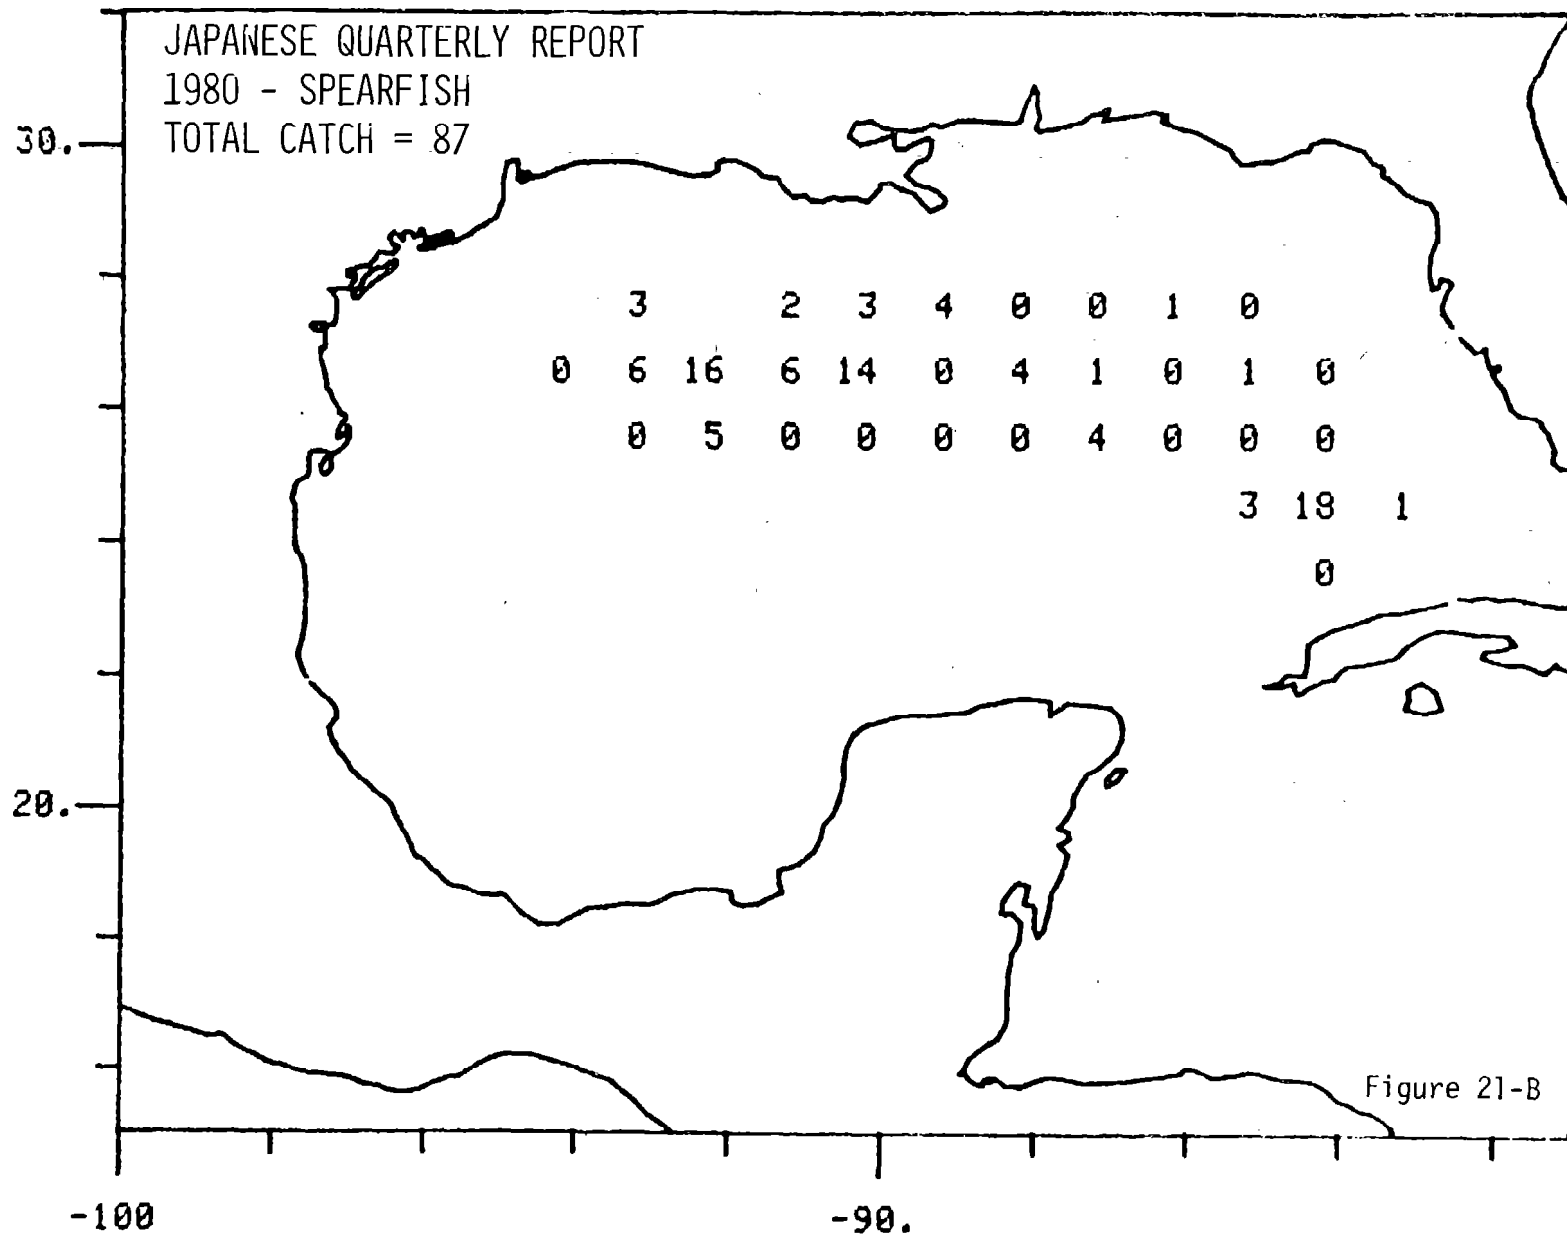 JAPANESE QUARTERLY REPORT
1980 - SPEARFISH
TOTAL CATCH = 87
30.
3 2 3 4 0 0 1 0
0 6 16 6 14 0 4 1 0 1 0
0 5 0 0 0 0 4 0 0 0
3 13 1
0
20.
Figure 21-B
-100 -90.